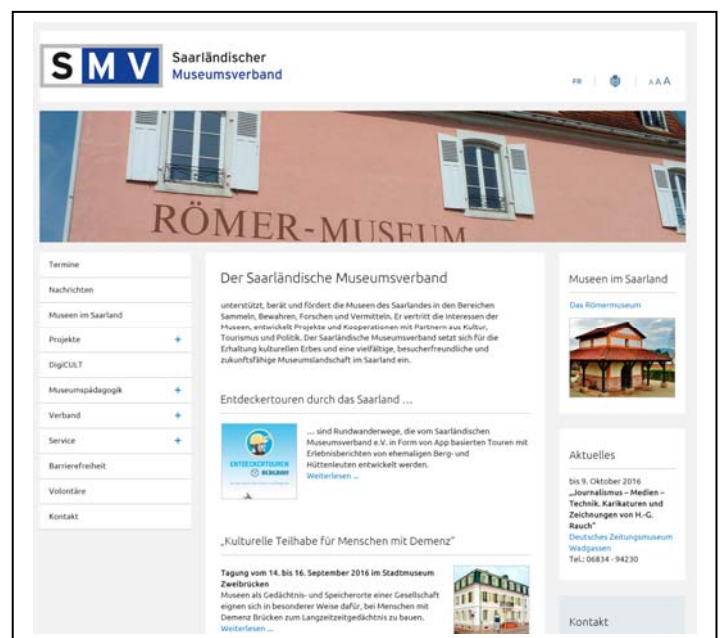 SMV Saarländischer
Museumsverband
FR | | A A A
RÖMER-MUSEUM
Termine
Nachrichten
Museen im Saarland
Projekte +
DigiCULT
Museumspädagogik +
Verband +
Service +
Barrierefreiheit
Volontäre
Kontakt
Der Saarländische Museumsverband
unterstützt, berät und fördert die Museen des Saarlandes in den Bereichen
Sammeln, Bewahren, Forschen und Vermitteln. Er vertritt die Interessen der
Museen, entwickelt Projekte und Kooperationen mit Partnern aus Kultur,
Tourismus und Politik. Der Saarländische Museumsverband setzt sich für die
Erhaltung kulturellen Erbes und eine vielfältige, besucherfreundliche und
zukunftsfähige Museumslandschaft im Saarland ein.
Entdeckertouren durch das Saarland ...
ENTDECKERTOUREN
BERGBAU
... sind Rundwanderwege, die vom Saarländischen
Museumsverband e.V. in Form von App basierten Touren mit
Erlebnisberichten von ehemaligen Berg- und
Hüttenleuten entwickelt werden.
Weiterlesen ...
„Kulturelle Teilhabe für Menschen mit Demenz“
Tagung vom 14. bis 16. September 2016 im Stadtmuseum
Zweibrücken
Museen als Gedächtnis- und Speicherorte einer Gesellschaft
eignen sich in besonderer Weise dafür, bei Menschen mit
Demenz Brücken zum Langzeitzeitgedächtnis zu bauen.
Weiterlesen ...
Museen im Saarland
Das Römermuseum
Aktuelles
bis 9. Oktober 2016
„Journalismus – Medien –
Technik. Karikaturen und
Zeichnungen von H.-G.
Rauch“
Deutsches Zeitungsmuseum
Wadgassen
Tel.: 06834 - 94230
Kontakt